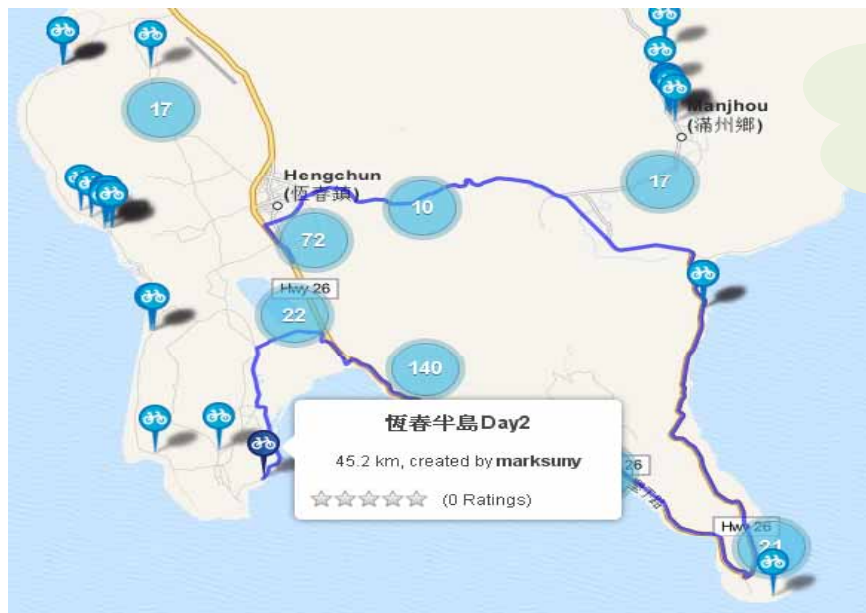 17
Manjhou
(滿州鄉)
Hengchun
(恆春鎮)
17
10
72
Hwy 26
22
140
恆春半島Day2
45.2 km, created by marksuny
(0 Ratings)
26
Hwy 26
21